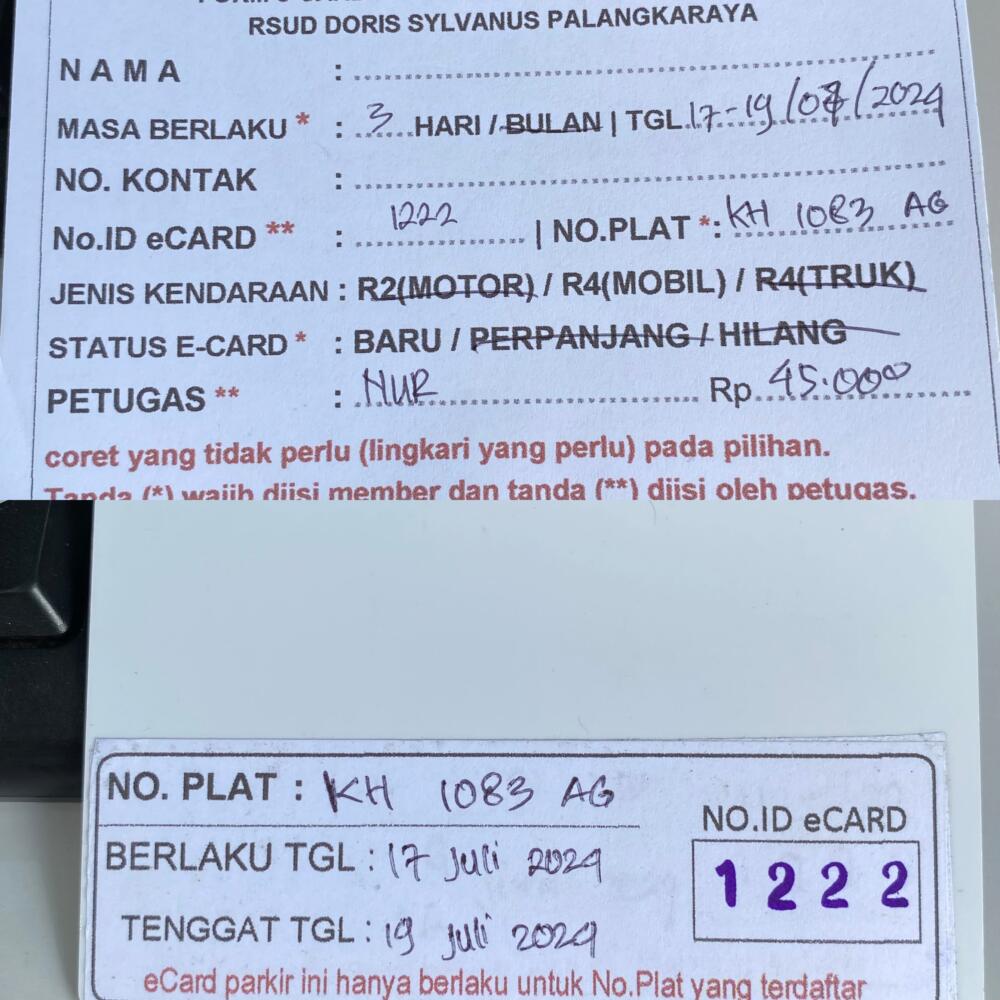 RSUD DORIS SYLVANUS PALANGKARAYA
NAMA :
MASA BERLAKU * : 3 HARI / BULAN | TGL 17-19/07/2024
NO. KONTAK :
No.ID eCARD ** : 1222 | NO.PLAT *: KH 1083 AG
JENIS KENDARAAN : R2(MOTOR) / R4(MOBIL) / R4(TRUK)
STATUS E-CARD * : BARU / PERPANJANG / HILANG
PETUGAS ** : NUR Rp 45.000
coret yang tidak perlu (lingkari yang perlu) pada pilihan.
Tanda (*) wajib diisi member dan tanda (**) diisi oleh petugas.
NO. PLAT : KH 1083 AG
NO.ID eCARD
BERLAKU TGL : 17 Juli 2024
1222
TENGGAT TGL : 19 Juli 2024
eCard parkir ini hanya berlaku untuk No.Plat yang terdaftar